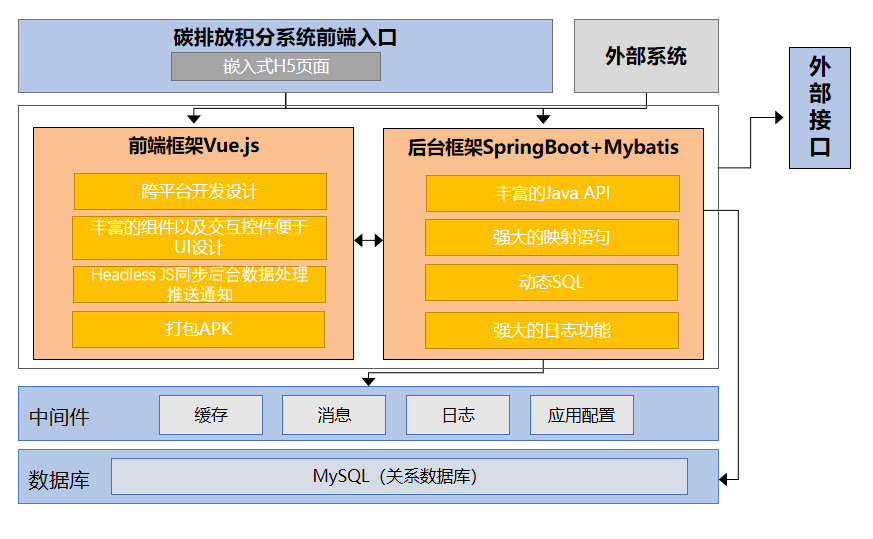 碳排放积分系统前端入口
嵌入式H5页面
外部系统
外
部
接
口
前端框架Vue.js
跨平台开发设计
丰富的组件以及交互控件便于
UI设计
Headless JS同步后台数据处理
推送通知
打包APK
后台框架SpringBoot+Mybatis
丰富的Java API
强大的映射语句
动态SQL
强大的日志功能
中间件
缓存
消息
日志
应用配置
数据库
MySQL（关系数据库）